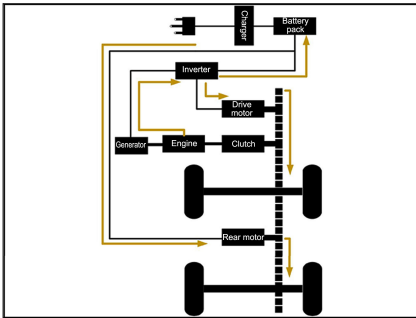 Charger
Battery
pack
Inverter
Drive
motor
Generator
Engine
Clutch
Rear motor